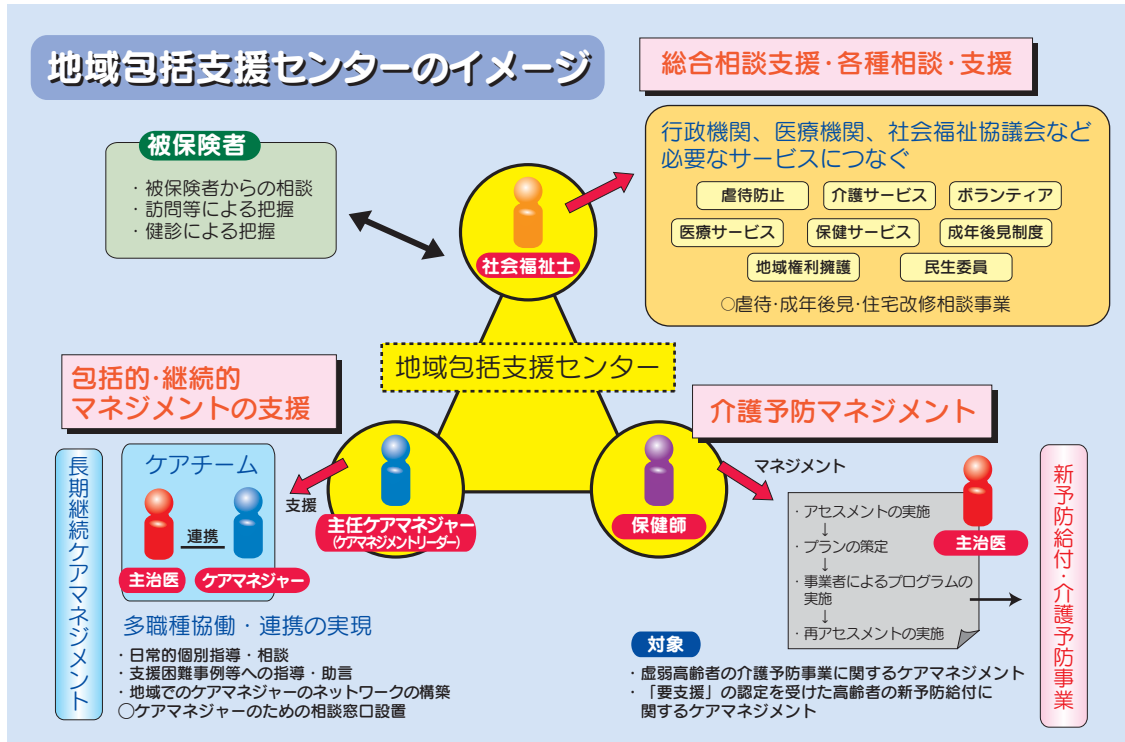 地域包括支援センターのイメージ
総合相談支援・各種相談・支援
行政機関、医療機関、社会福祉協議会など
必要なサービスにつなぐ
虐待防止
介護サービス
ボランティア
医療サービス
保健サービス
成年後見制度
地域権利擁護
民生委員
○虐待・成年後見・住宅改修相談事業
被保険者
・被保険者からの相談
・訪問等による把握
・健診による把握
社会福祉士
地域包括支援センター
包括的・継続的
マネジメントの支援
長期継続ケアマネジメント
ケアチーム
連携
主治医
ケアマネジャー
支援
主任ケアマネジャー
(ケアマネジメントリーダー)
多職種協働・連携の実現
・日常的個別指導・相談
・支援困難事例等への指導・助言
・地域でのケアマネジャーのネットワークの構築
○ケアマネジャーのための相談窓口設置
介護予防マネジメント
保健師
マネジメント
・アセスメントの実施
↓
・プランの策定
↓
・事業者によるプログラムの
実施
↓
・再アセスメントの実施
主治医
新予防給付・介護予防事業
対象
・虚弱高齢者の介護予防事業に関するケアマネジメント
・「要支援」の認定を受けた高齢者の新予防給付に
関するケアマネジメント